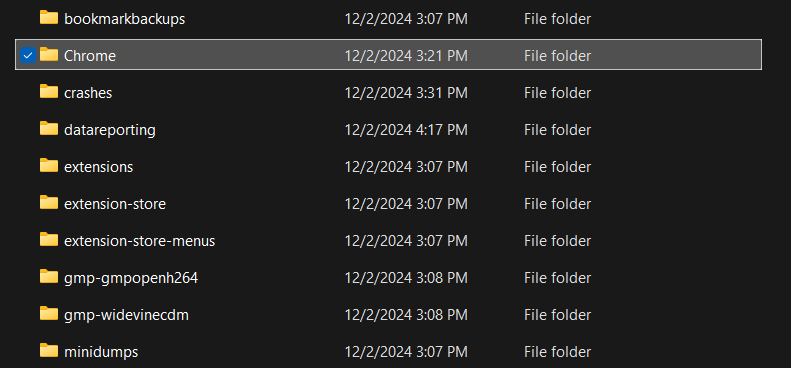 bookmarkbackups 12/2/2024 3:07 PM File folder
Chrome 12/2/2024 3:21 PM File folder
crashes 12/2/2024 3:31 PM File folder
datareporting 12/2/2024 4:17 PM File folder
extensions 12/2/2024 3:07 PM File folder
extension-store 12/2/2024 3:07 PM File folder
extension-store-menus 12/2/2024 3:07 PM File folder
gmp-gmpopenh264 12/2/2024 3:08 PM File folder
gmp-widevinecdm 12/2/2024 3:08 PM File folder
minidumps 12/2/2024 3:07 PM File folder